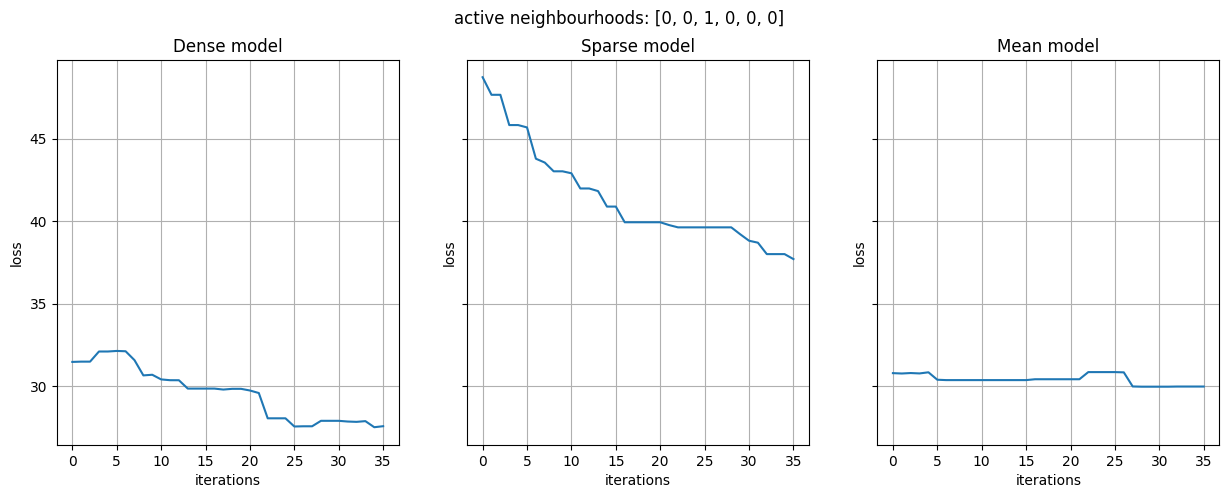 active neighbourhoods: [0, 0, 1, 0, 0, 0]
Dense model
45
40
35
30
loss
0 5 10 15 20 25 30 35
iterations
Sparse model
loss
0 5 10 15 20 25 30 35
iterations
Mean model
loss
0 5 10 15 20 25 30 35
iterations